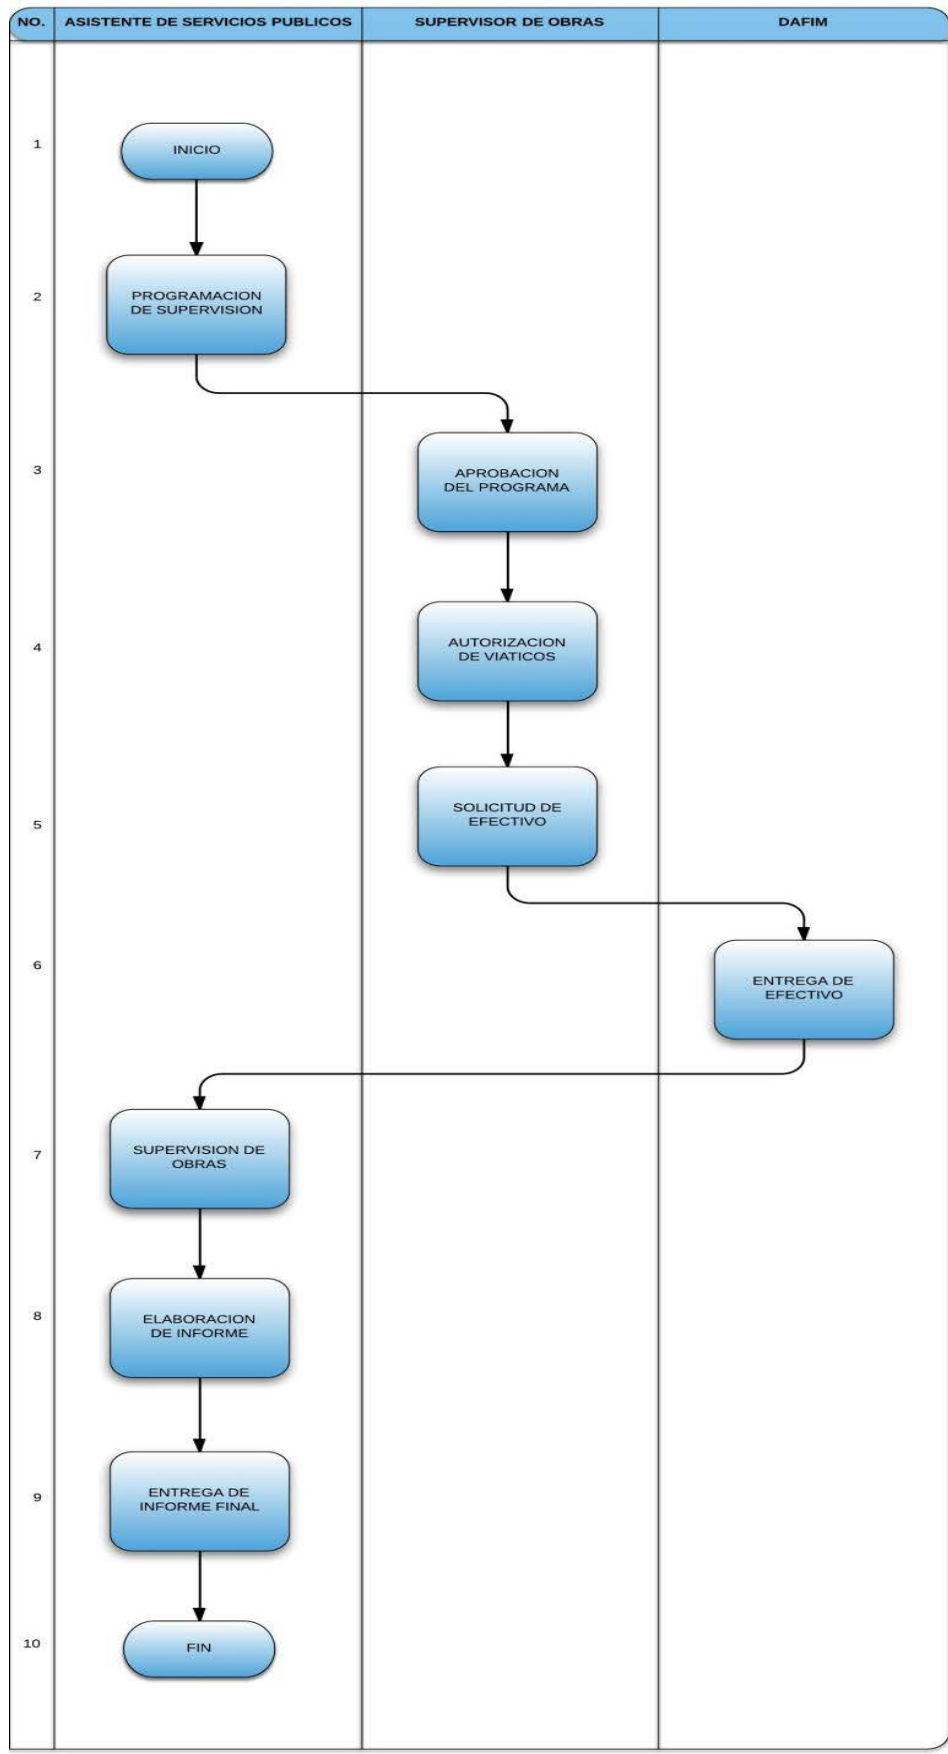 NO. ASISTENTE DE SERVICIOS PUBLICOS SUPERVISOR DE OBRAS DAFIM
1 INICIO
2 PROGRAMACION
DE SUPERVISION
3 APROBACION
DEL PROGRAMA
4 AUTORIZACION
DE VIATICOS
5 SOLICITUD DE
EFECTIVO
6 ENTREGA DE
EFECTIVO
7 SUPERVISION DE
OBRAS
8 ELABORACION
DE INFORME
9 ENTREGA DE
INFORME FINAL
10 FIN